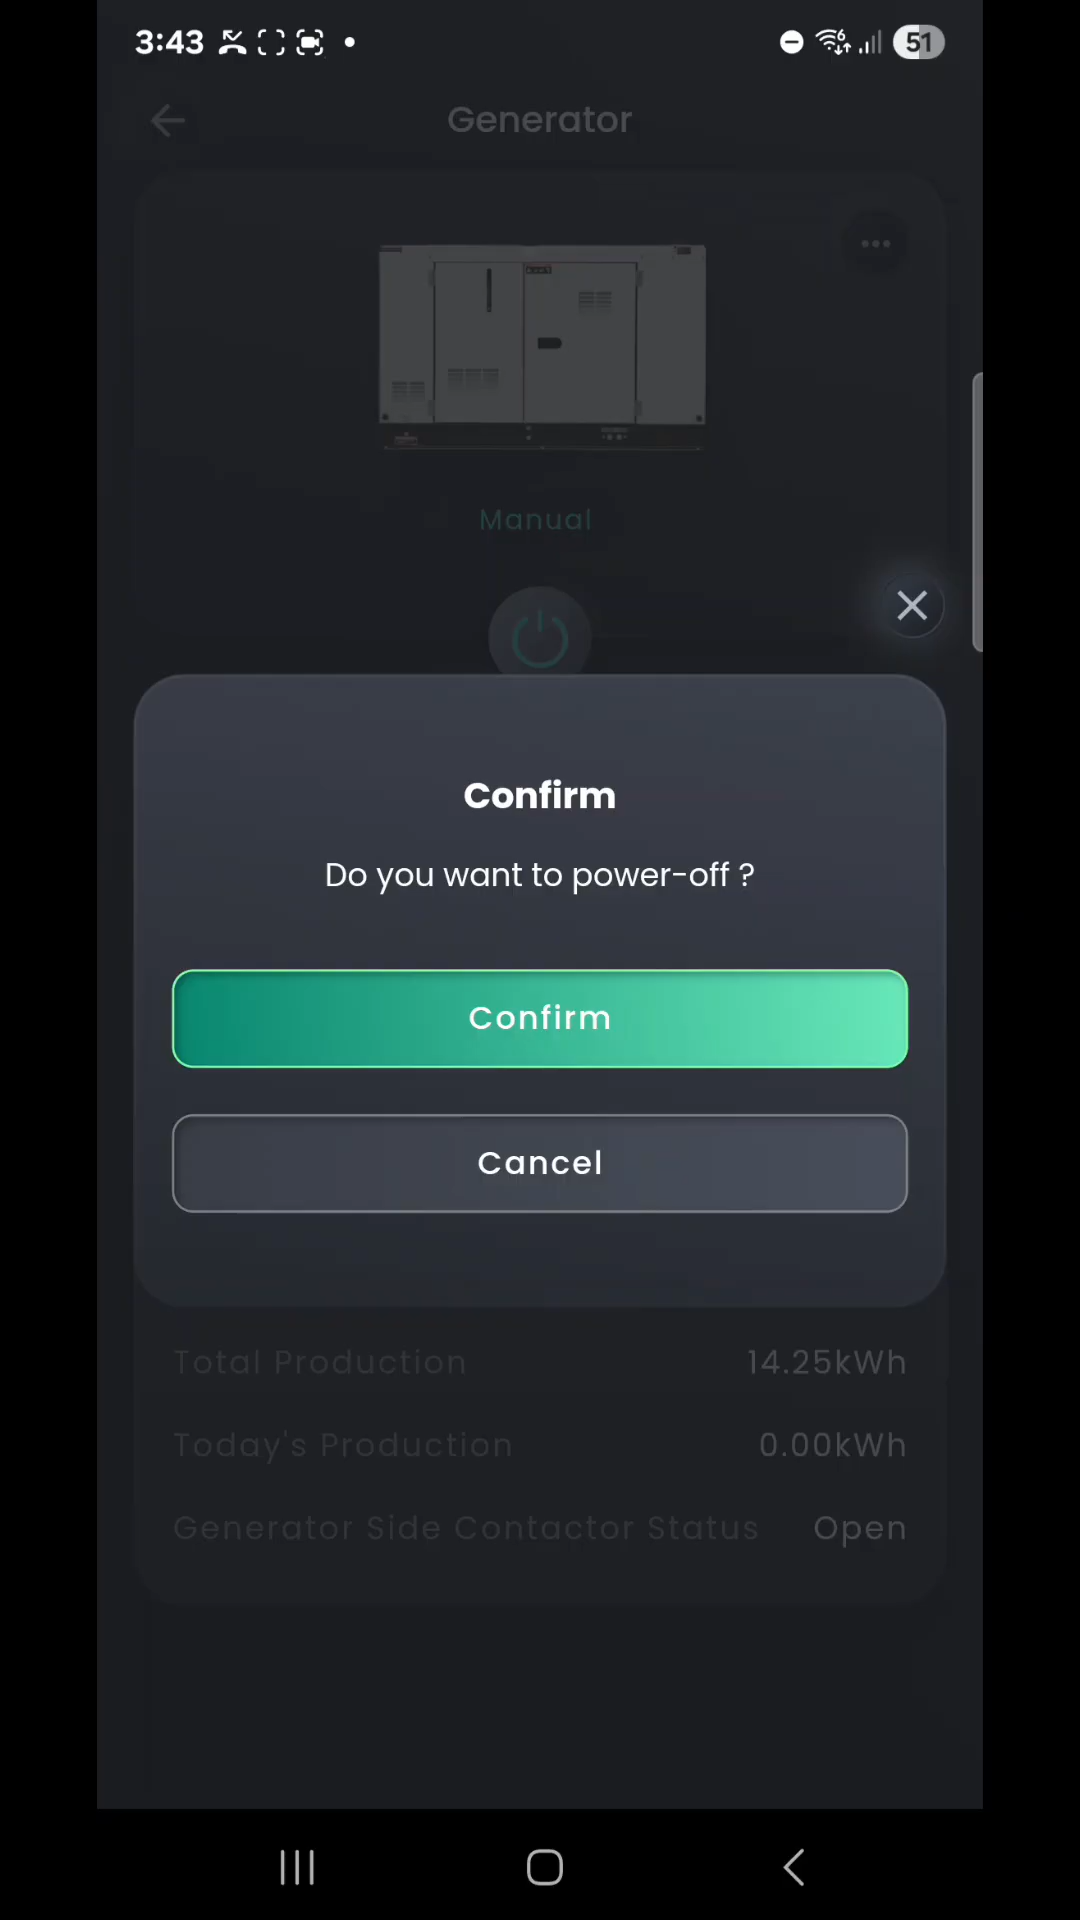 3:43
51
Generator
Manual
Confirm
Do you want to power-off ?
Confirm
Cancel
Total Production 14.25kWh
Today's Production 0.00kWh
Generator Side Contactor Status Open